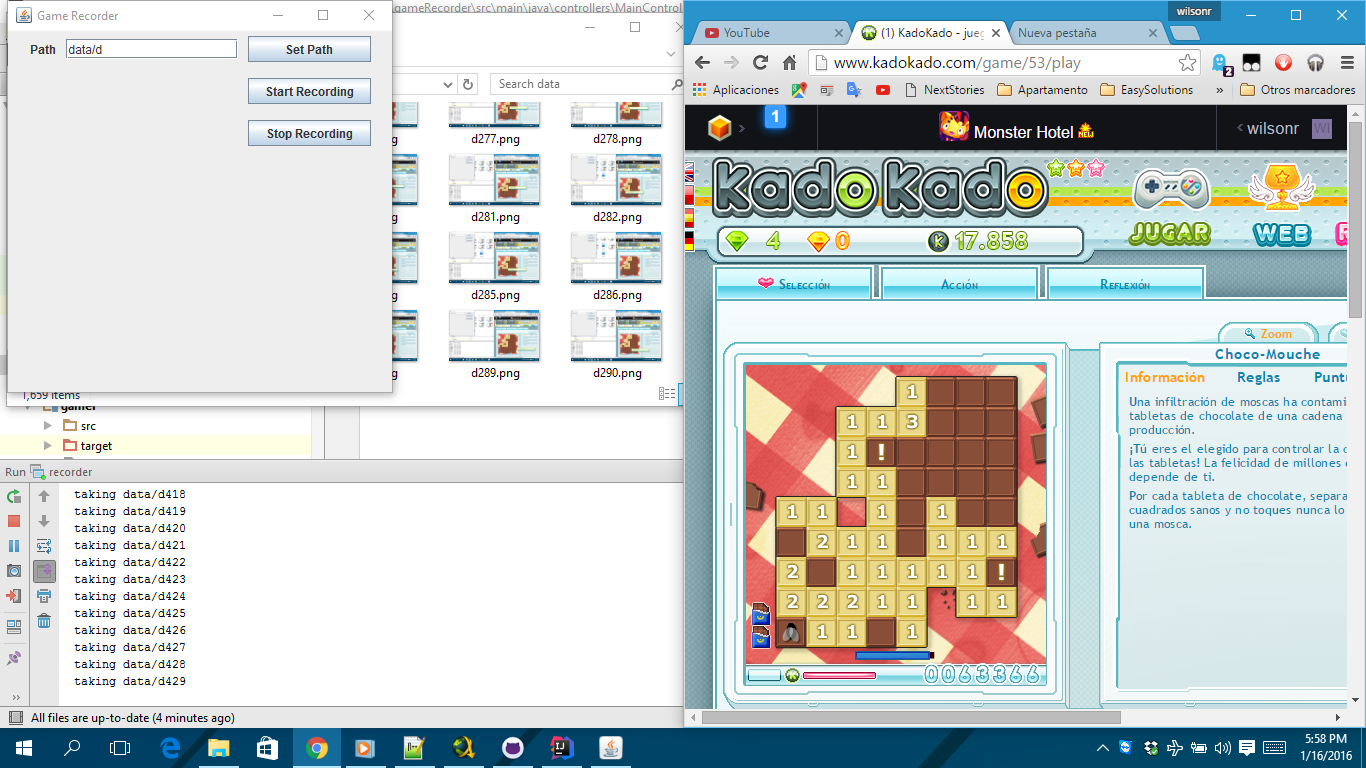 Game Recorder
Path data/d Set Path
Start Recording
Stop Recording
.gameRecorder\src\main\java\controllers\MainControl
Search data
d277.png d278.png
d281.png d282.png
d285.png d286.png
d289.png d290.png
1,659 items
gamer
src
target
Run recorder
taking data/d418
taking data/d419
taking data/d420
taking data/d421
taking data/d422
taking data/d423
taking data/d424
taking data/d425
taking data/d426
taking data/d427
taking data/d428
taking data/d429
All files are up-to-date (4 minutes ago)
wilsonr
YouTube (1) KadoKado - jueg Nueva pestaña
www.kadokado.com/game/53/play
2
Aplicaciones NextStories Apartamento EasySolutions » Otros marcadores
1 Monster Hotel NEW wilsonr WI
KadoKado
4 0 K 17.858
JUGAR WEB
Selección Acción Reflexión
Zoom
Choco-Mouche
Información Reglas Puntu
Una infiltración de moscas ha contami
tabletas de chocolate de una cadena
producción.
¡Tú eres el elegido para controlar la c
las tabletas! La felicidad de millones d
depende de ti.
Por cada tableta de chocolate, separa
cuadrados sanos y no toques nunca lo
una mosca.
1
1 1 3
1 !
1 1
1 1 1 1
2 1 1 1 1 1
2 1 1 1 1 1 !
2 2 2 1 1 1 1
1 1 1
0063366
5:58 PM
1/16/2016